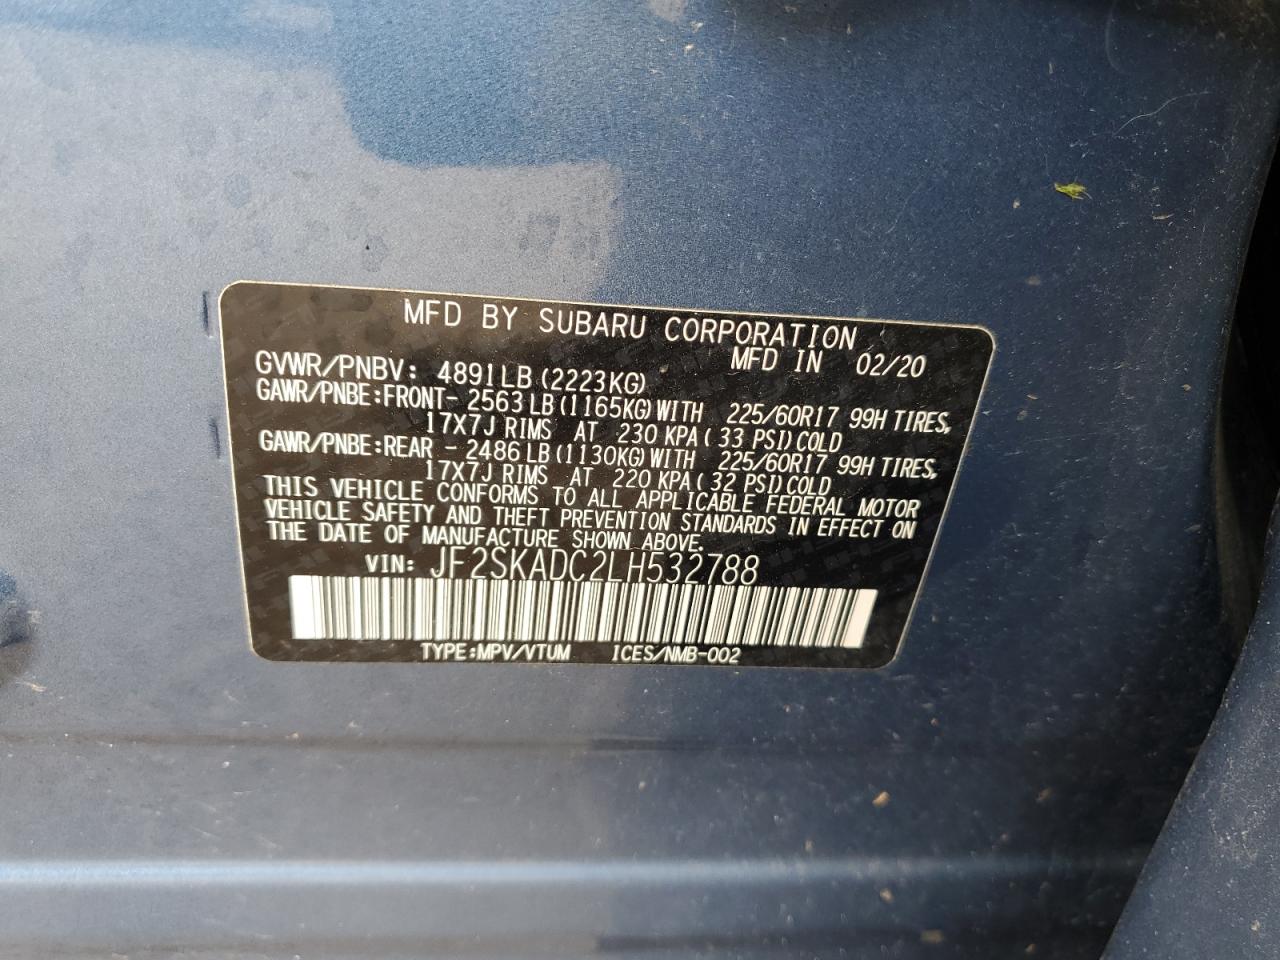 MFD BY SUBARU CORPORATION
MFD IN 02/20
GVWR/PNBV: 4891LB (2223KG)
GAWR/PNBE:FRONT- 2563 LB (1165KG) WITH 225/60R17 99H TIRES,
17X7J RIMS AT 230 KPA ( 33 PSI) COLD
GAWR/PNBE:REAR - 2486 LB (1130KG) WITH 225/60R17 99H TIRES,
17X7J RIMS AT 220 KPA ( 32 PSI) COLD
THIS VEHICLE CONFORMS TO ALL APPLICABLE FEDERAL MOTOR
VEHICLE SAFETY AND THEFT PREVENTION STANDARDS IN EFFECT ON
THE DATE OF MANUFACTURE SHOWN ABOVE.
VIN: JF2SKADC2LH532788
TYPE:MPV/VTUM ICES/NMB-002